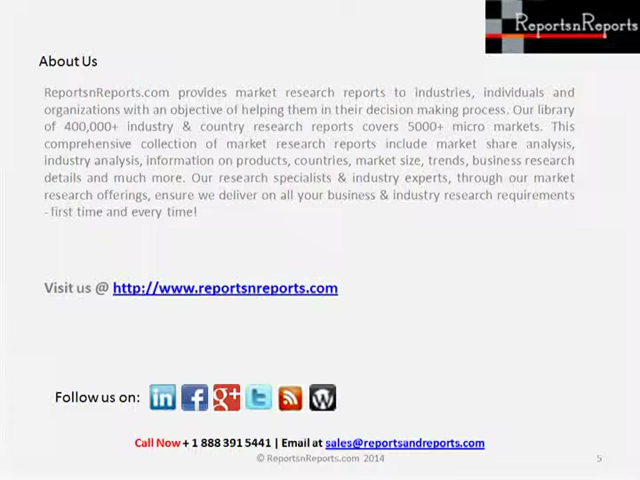 ReportsnReports
About Us
ReportsnReports.com provides market research reports to industries, individuals and
organizations with an objective of helping them in their decision making process. Our library
of 400,000+ industry & country research reports covers 5000+ micro markets. This
comprehensive collection of market research reports include market share analysis,
industry analysis, information on products, countries, market size, trends, business research
details and much more. Our research specialists & industry experts, through our market
research offerings, ensure we deliver on all your business & industry research requirements
- first time and every time!
Visit us @ http://www.reportsnreports.com
Follow us on: in f g+ t W
Call Now + 1 888 391 5441 | Email at sales@reportsandreports.com
© ReportsnReports.com 2014 5